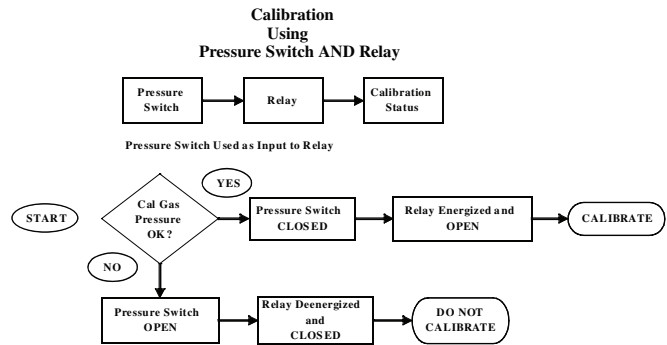 Calibration
Using
Pressure Switch AND Relay
Pressure
Switch
Relay
Calibration
Status
Pressure Switch Used as Input to Relay
START
Cal Gas
Pressure
OK?
YES
Pressure Switch
CLOSED
Relay Energized and
OPEN
CALIBRATE
NO
Pressure Switch
OPEN
Relay Deenergized
and
CLOSED
DO NOT
CALIBRATE